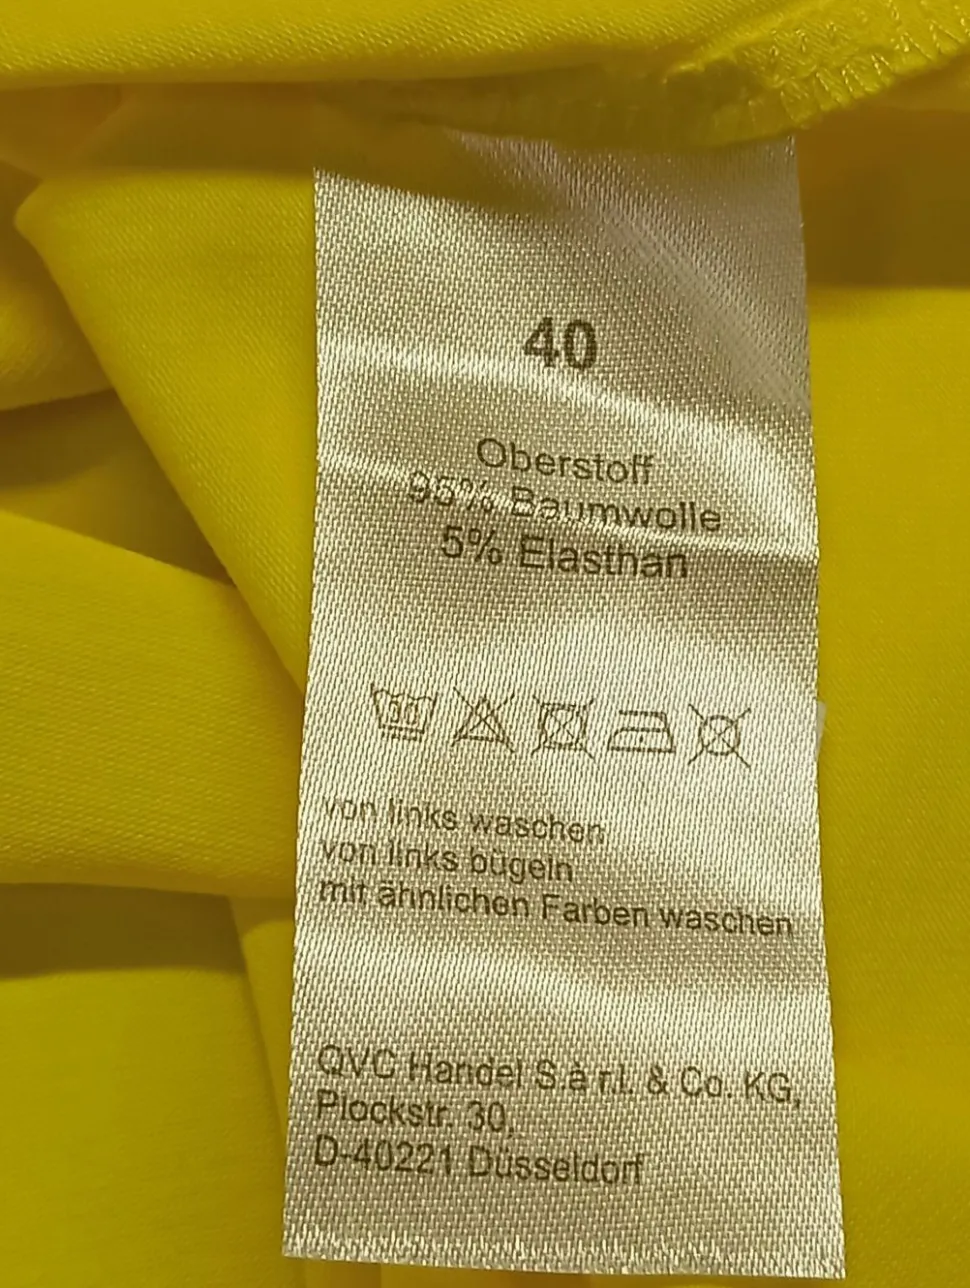 40
Oberstoff
95% Baumwolle
5% Elasthan
30
von links waschen
von links bügeln
mit ähnlichen Farben waschen
QVC Handel S.à r.l. & Co. KG,
Plockstr. 30,
D-40221 Düsseldorf